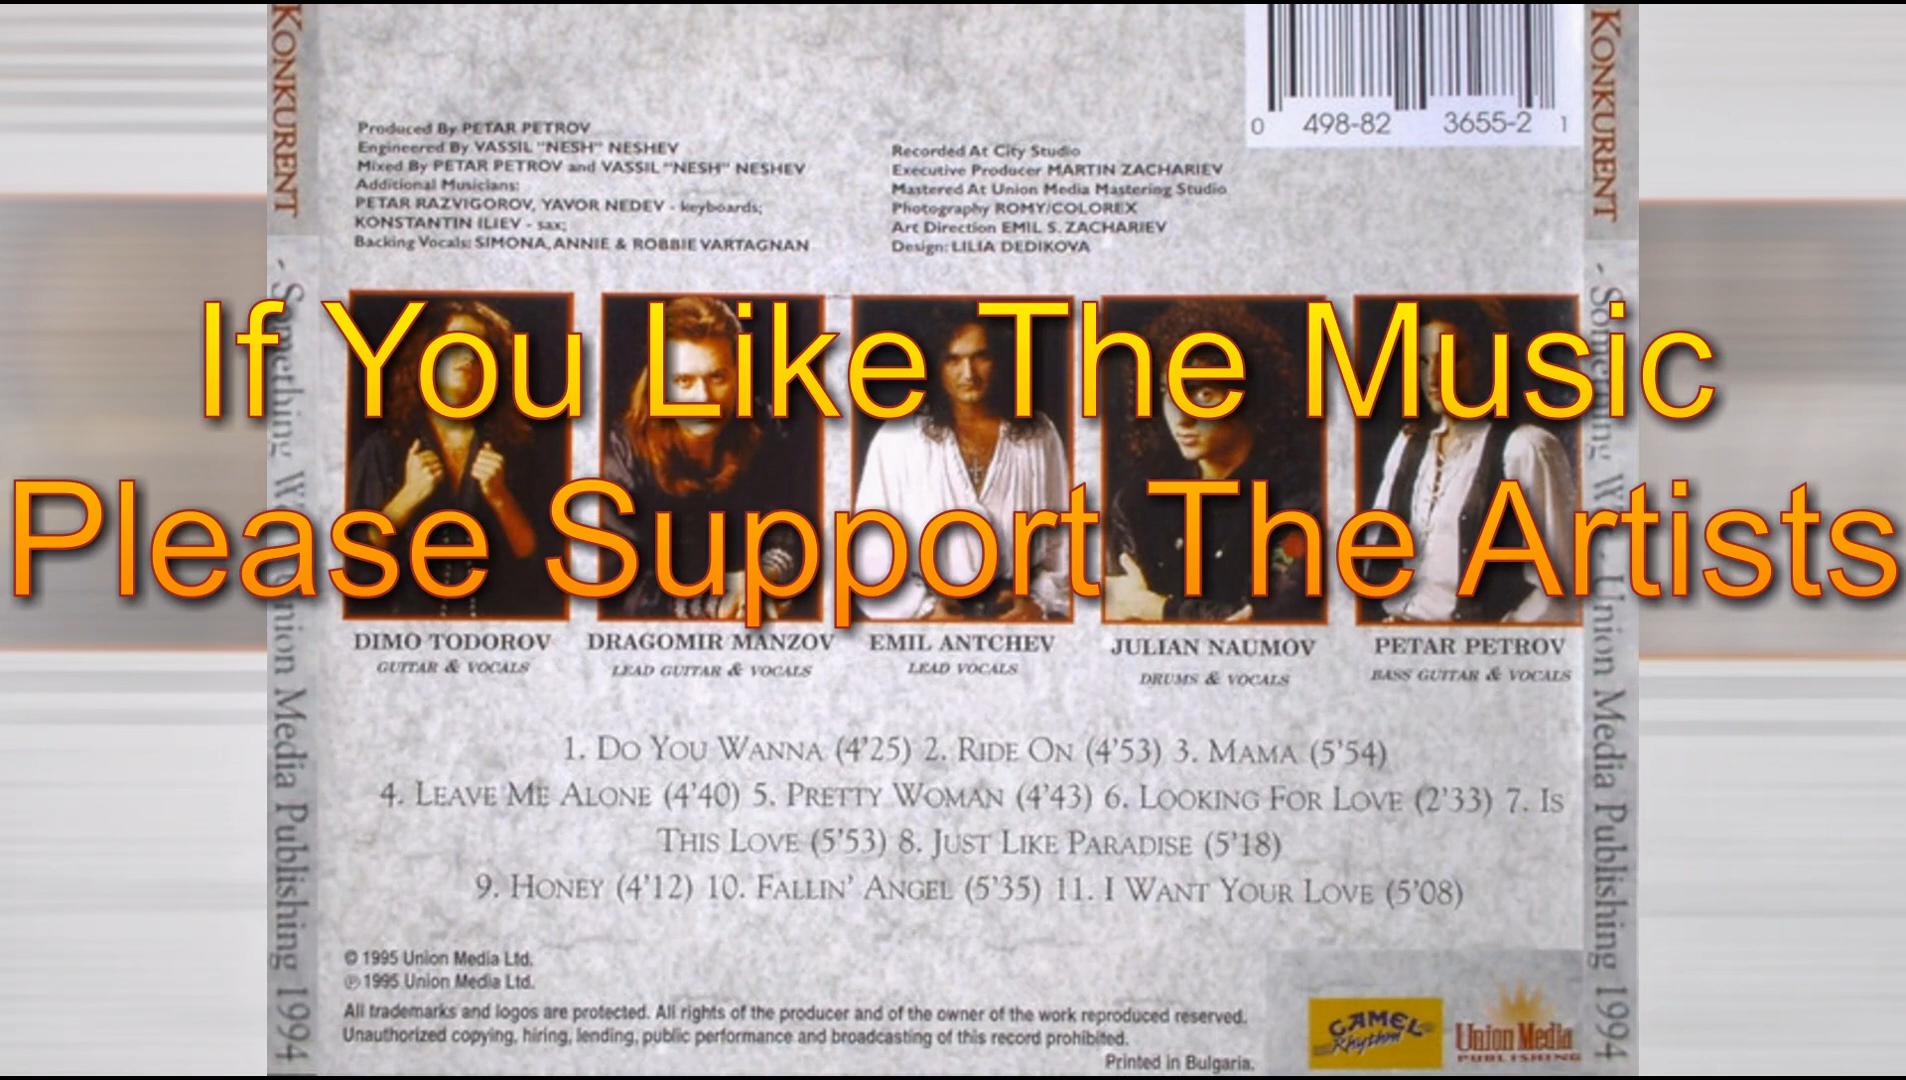 KONKURENT
- Something W Union Media Publishing 1994
Produced By PETAR PETROV
Engineered By VASSIL "NESH" NESHEV
Mixed By PETAR PETROV and VASSIL "NESH" NESHEV
Additional Musicians:
PETAR RAZVIGOROV, YAVOR NEDEV - keyboards;
KONSTANTIN ILIEV - sax;
Backing Vocals: SIMONA, ANNIE & ROBBIE VARTAGNAN
Recorded At City Studio
Executive Producer MARTIN ZACHARIEV
Mastered At Union Media Mastering Studio
Photography ROMY/COLOREX
Art Direction EMIL S. ZACHARIEV
Design: LILIA DEDIKOVA
0 498-82 3655-2 1
KONKURENT
- Something W - Union Media Publishing 1994
If You Like The Music
Please Support The Artists
DIMO TODOROV
GUITAR & VOCALS
DRAGOMIR MANZOV
LEAD GUITAR & VOCALS
EMIL ANTCHEV
LEAD VOCALS
JULIAN NAUMOV
DRUMS & VOCALS
PETAR PETROV
BASS GUITAR & VOCALS
1. DO YOU WANNA (4'25) 2. RIDE ON (4'53) 3. MAMA (5'54)
4. LEAVE ME ALONE (4'40) 5. PRETTY WOMAN (4'43) 6. LOOKING FOR LOVE (2'33) 7. IS
THIS LOVE (5'53) 8. JUST LIKE PARADISE (5'18)
9. HONEY (4'12) 10. FALLIN' ANGEL (5'35) 11. I WANT YOUR LOVE (5'08)
© 1995 Union Media Ltd.
℗ 1995 Union Media Ltd.
All trademarks and logos are protected. All rights of the producer and of the owner of the work reproduced reserved.
Unauthorized copying, hiring, lending, public performance and broadcasting of this record prohibited.
Printed in Bulgaria.
CAMEL
Rhythm
Union Media
PUBLISHING